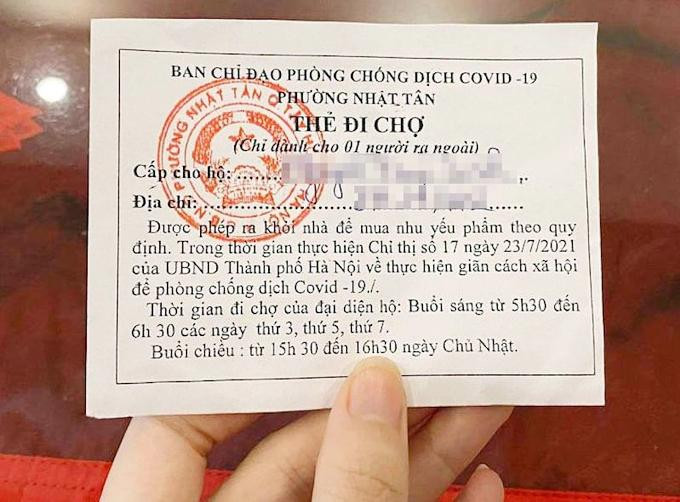 BAN CHỈ ĐẠO PHÒNG CHỐNG DỊCH COVID -19
PHƯỜNG NHẬT TÂN
THẺ ĐI CHỢ
(Chỉ dành cho 01 người ra ngoài)
Cấp cho hộ:
Địa chỉ:
Được phép ra khỏi nhà để mua nhu yếu phẩm theo quy
định. Trong thời gian thực hiện Chỉ thị số 17 ngày 23/7/2021
của UBND Thành phố Hà Nội về thực hiện giãn cách xã hội
để phòng chống dịch Covid -19./.
Thời gian đi chợ của đại diện hộ: Buổi sáng từ 5h30 đến
6h 30 các ngày thứ 3, thứ 5, thứ 7.
Buổi chiều : từ 15h 30 đến 16h30 ngày Chủ Nhật.
PHƯỜNG NHẬT TÂN Q.TÂY H